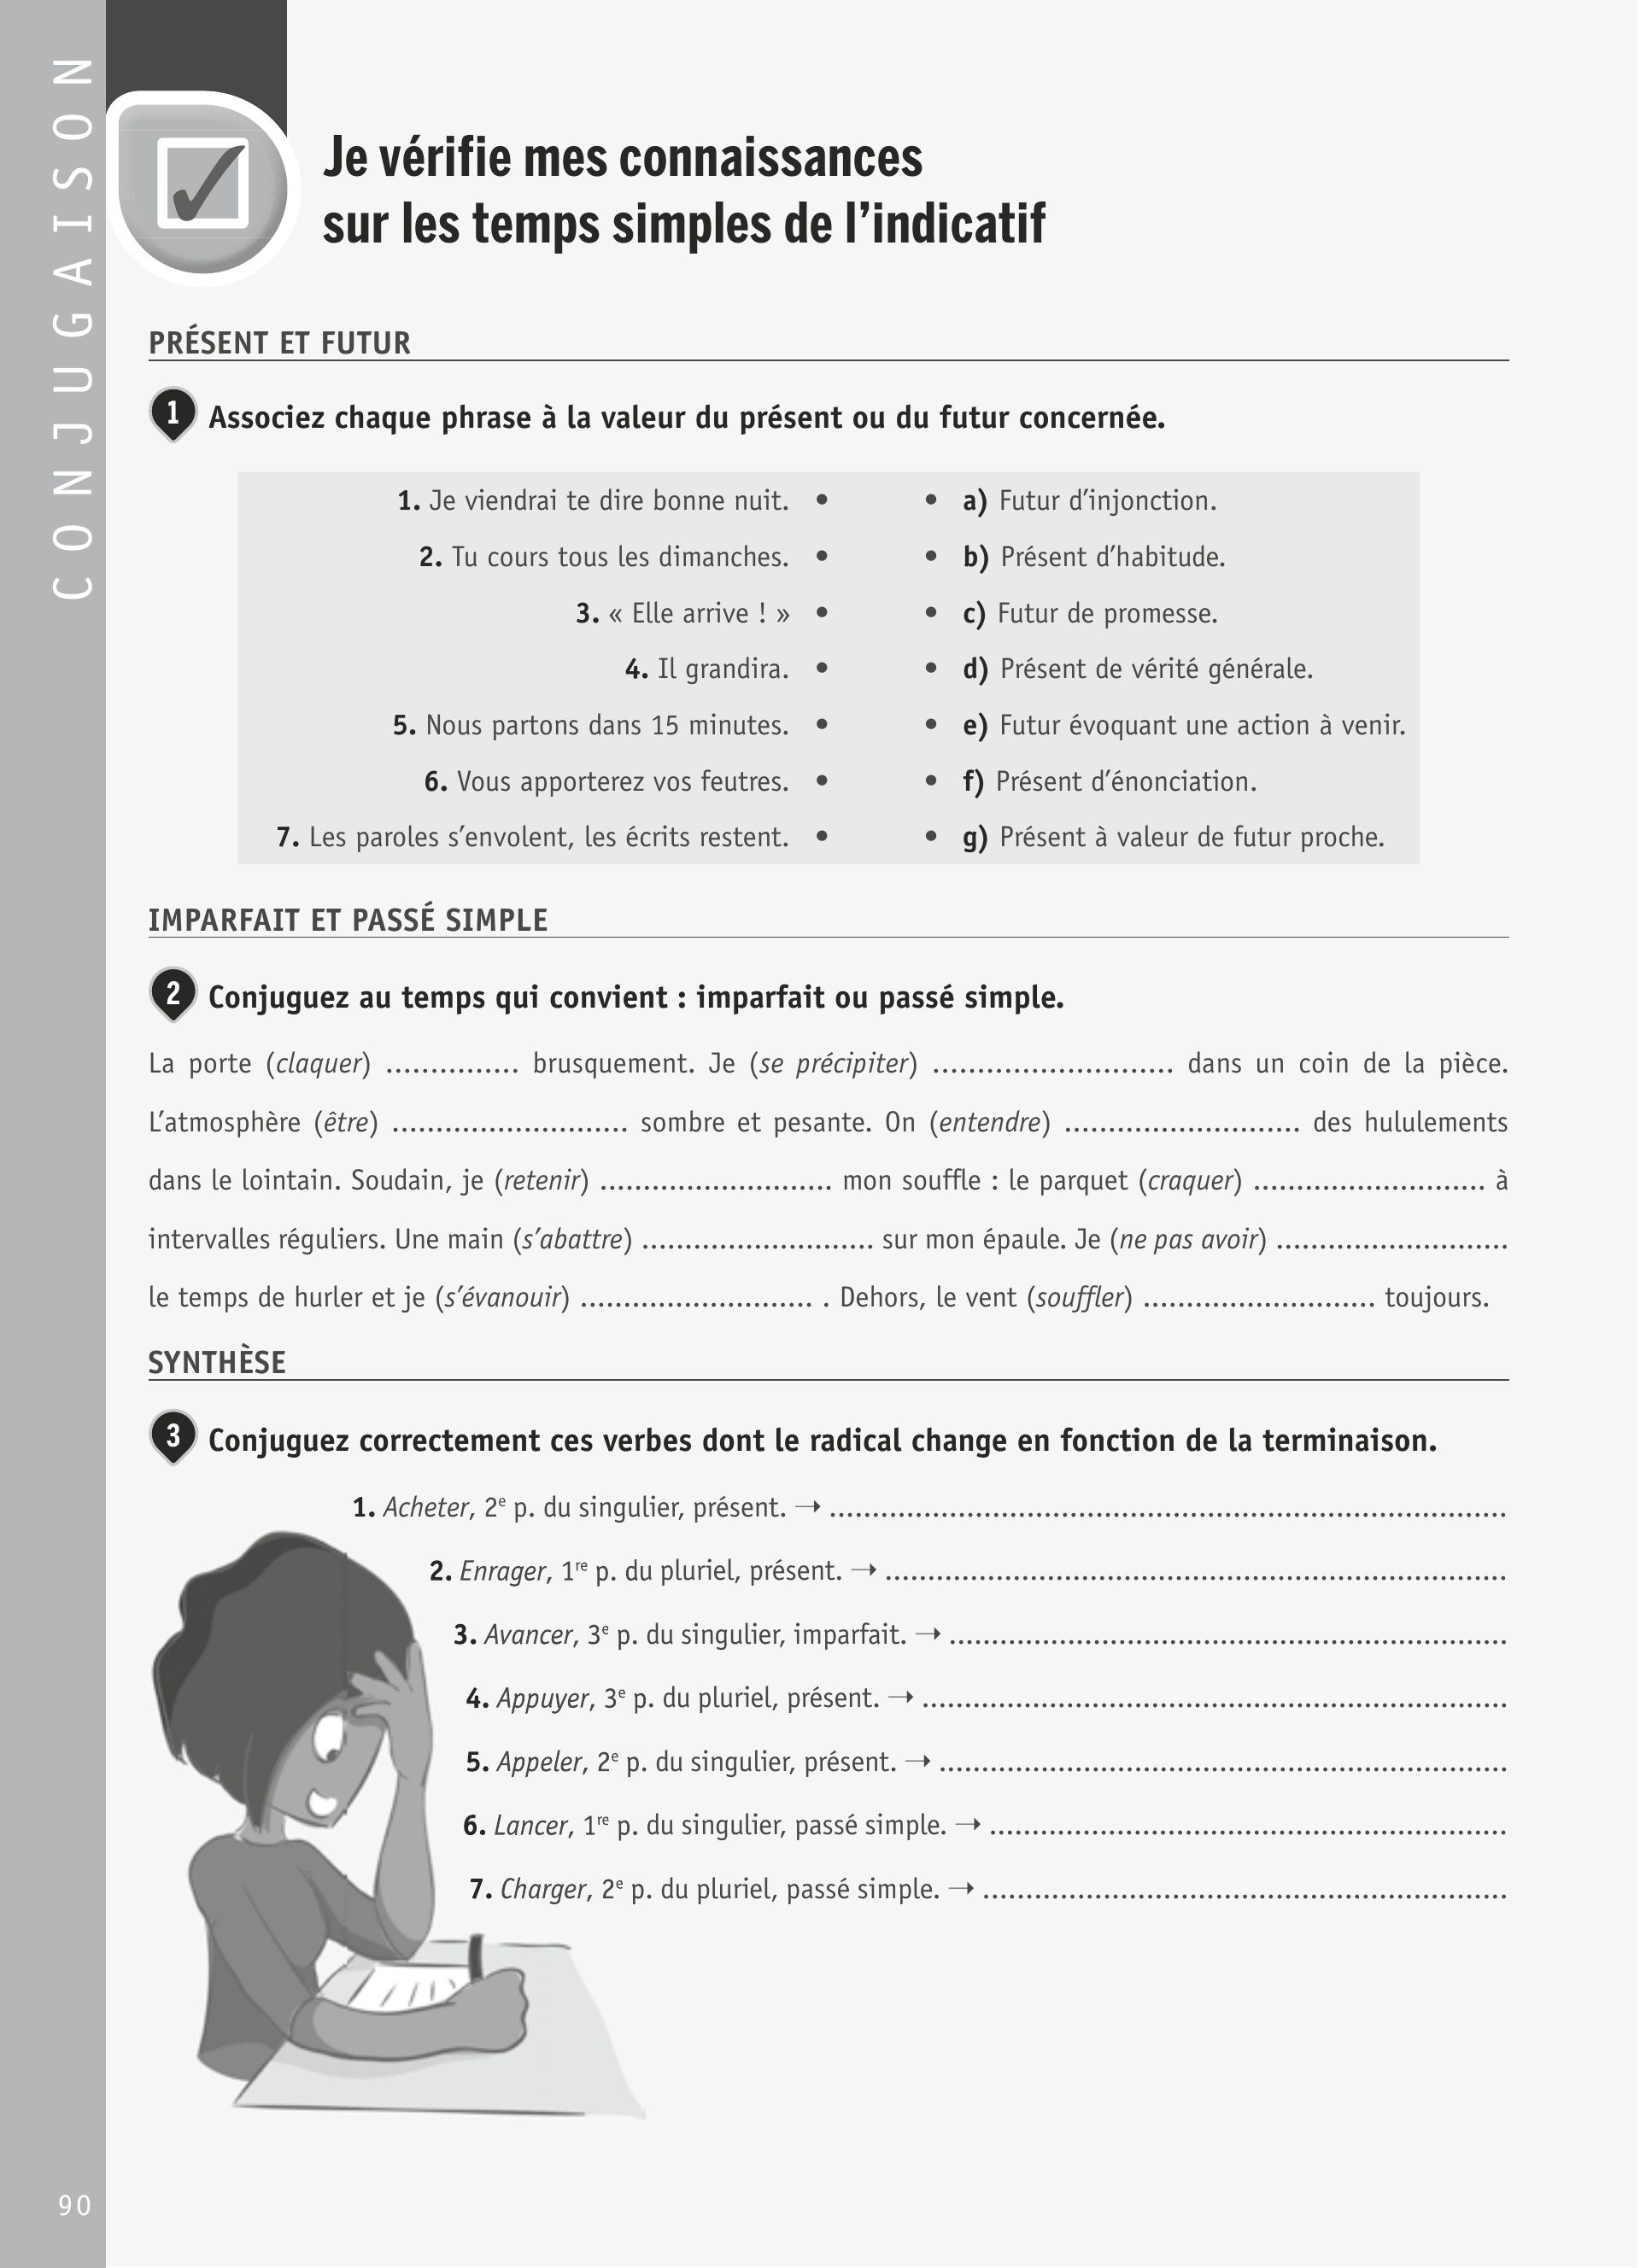 CONJUGAISON
Je vérifie mes connaissances
sur les temps simples de l’indicatif
PRÉSENT ET FUTUR
1 Associez chaque phrase à la valeur du présent ou du futur concernée.
1. Je viendrai te dire bonne nuit. • • a) Futur d’injonction.
2. Tu cours tous les dimanches. • • b) Présent d’habitude.
3. « Elle arrive ! » • • c) Futur de promesse.
4. Il grandira. • • d) Présent de vérité générale.
5. Nous partons dans 15 minutes. • • e) Futur évoquant une action à venir.
6. Vous apporterez vos feutres. • • f) Présent d’énonciation.
7. Les paroles s’envolent, les écrits restent. • • g) Présent à valeur de futur proche.
IMPARFAIT ET PASSÉ SIMPLE
2 Conjuguez au temps qui convient : imparfait ou passé simple.
La porte (claquer) ............... brusquement. Je (se précipiter) ........................... dans un coin de la pièce.
L’atmosphère (être) ........................... sombre et pesante. On (entendre) ........................... des hululements
dans le lointain. Soudain, je (retenir) ........................... mon souffle : le parquet (craquer) ........................... à
intervalles réguliers. Une main (s’abattre) ........................... sur mon épaule. Je (ne pas avoir) ...........................
le temps de hurler et je (s’évanouir) ........................... . Dehors, le vent (souffler) ........................... toujours.
SYNTHÈSE
3 Conjuguez correctement ces verbes dont le radical change en fonction de la terminaison.
1. Acheter, 2e p. du singulier, présent. → ...........................
2. Enrager, 1re p. du pluriel, présent. → ...........................
3. Avancer, 3e p. du singulier, imparfait. → ...........................
4. Appuyer, 3e p. du pluriel, présent. → ...........................
5. Appeler, 2e p. du singulier, présent. → ...........................
6. Lancer, 1re p. du singulier, passé simple. → ...........................
7. Charger, 2e p. du pluriel, passé simple. → ...........................
90